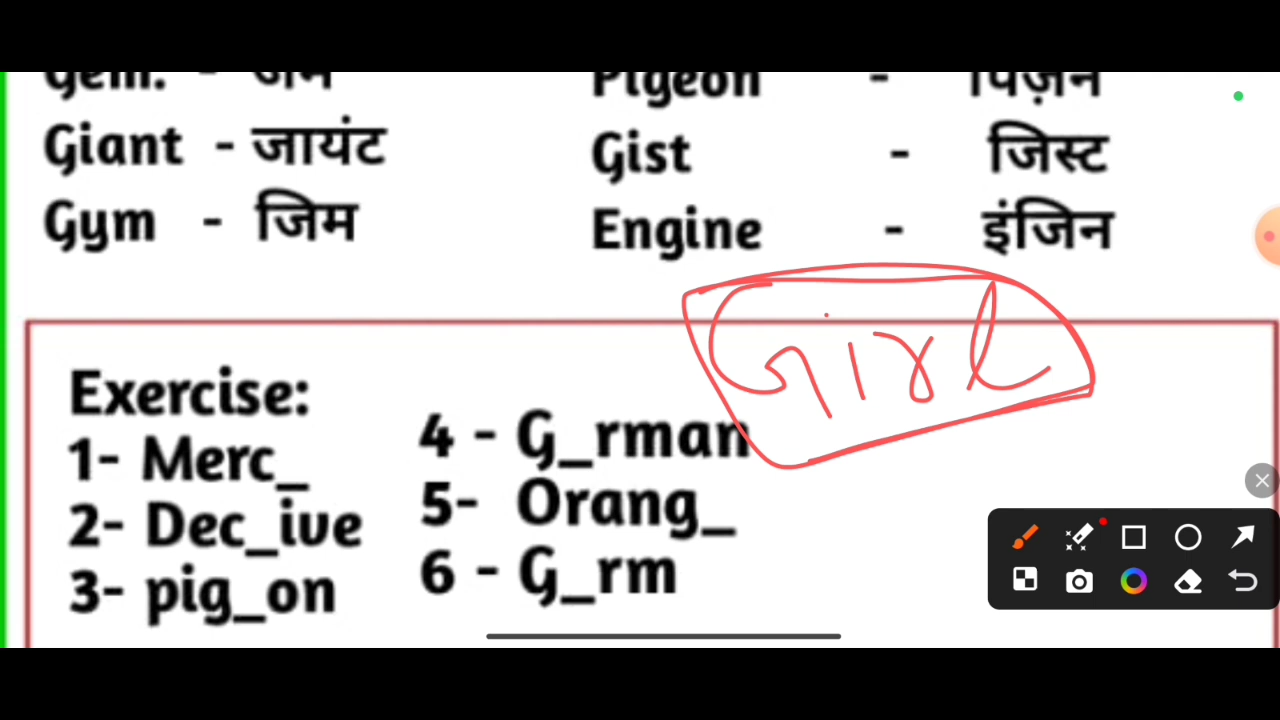 Gem. - जेम
Pigeon - पिज़न
Giant - जायंट
Gist - जिस्ट
Gym - जिम
Engine - इंजिन
Girl
Exercise:
1- Merc_
2- Dec_ive
3- pig_on
4 - G_rman
5- Orang_
6 - G_rm